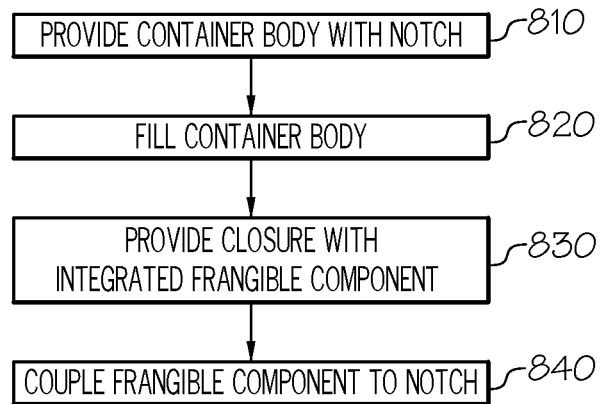 PROVIDE CONTAINER BODY WITH NOTCH 810
FILL CONTAINER BODY 820
PROVIDE CLOSURE WITH
INTEGRATED FRANGIBLE COMPONENT 830
COUPLE FRANGIBLE COMPONENT TO NOTCH 840